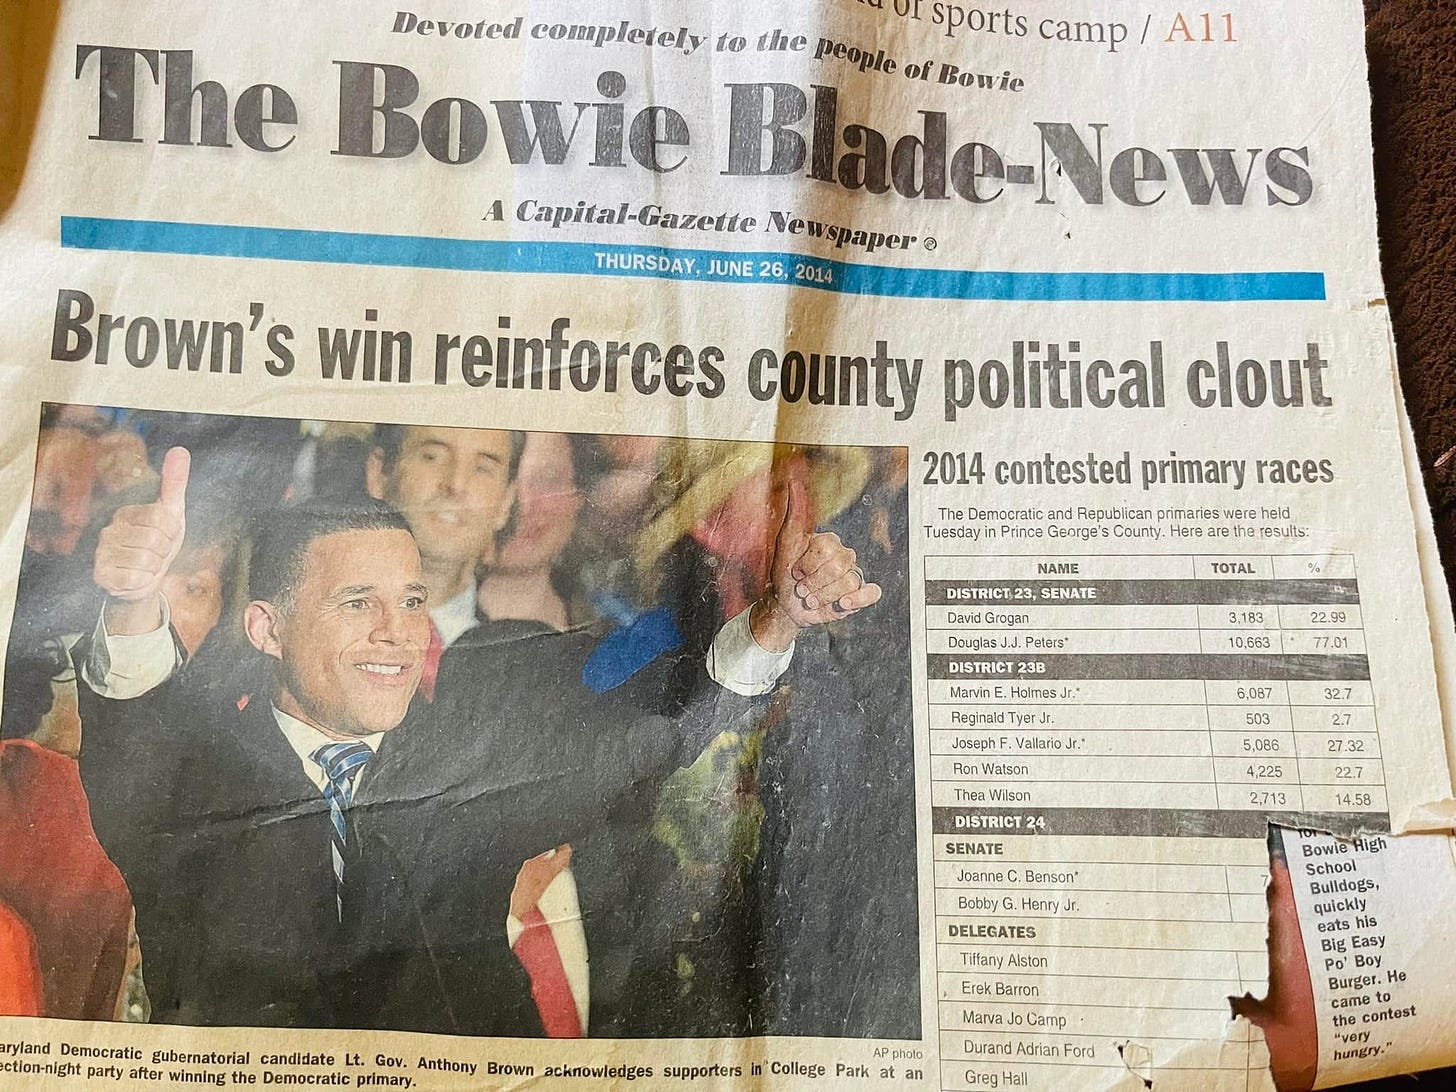 of sports camp / A11
Devoted completely to the people of Bowie
The Bowie Blade-News
A Capital-Gazette Newspaper ®
THURSDAY, JUNE 26, 2014
Brown's win reinforces county political clout
AP photo
aryland Democratic gubernatorial candidate Lt. Gov. Anthony Brown acknowledges supporters in College Park at an
ection-night party after winning the Democratic primary.
2014 contested primary races
The Democratic and Republican primaries were held
Tuesday in Prince George's County. Here are the results:
NAME TOTAL %
DISTRICT 23, SENATE
David Grogan 3,183 22.99
Douglas J.J. Peters* 10,663 77.01
DISTRICT 23B
Marvin E. Holmes Jr.* 6,087 32.7
Reginald Tyer Jr. 503 2.7
Joseph F. Vallario Jr.* 5,086 27.32
Ron Watson 4,225 22.7
Thea Wilson 2,713 14.58
DISTRICT 24
SENATE
Joanne C. Benson* 7
Bobby G. Henry Jr.
DELEGATES
Tiffany Alston
Erek Barron
Marva Jo Camp
Durand Adrian Ford
Greg Hall
for
Bowie High
School
Bulldogs,
quickly
eats his
Big Easy
Po' Boy
Burger. He
came to
the contest
"very
hungry."